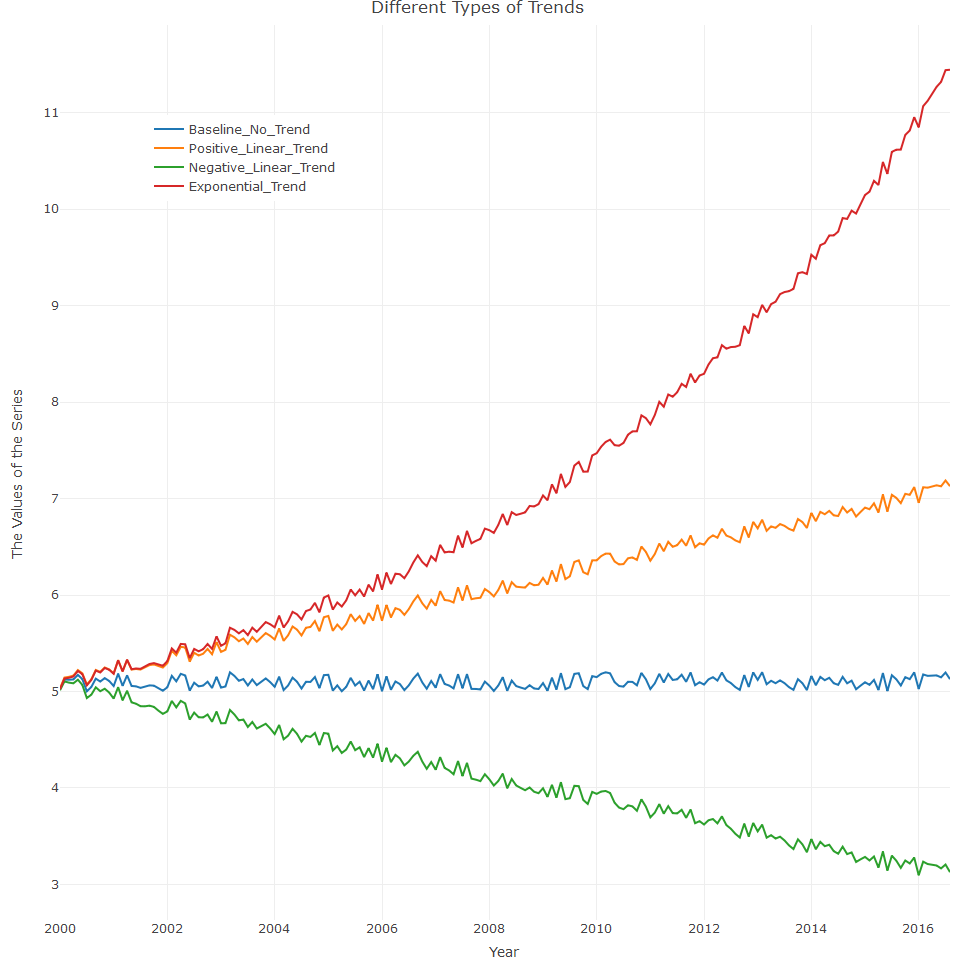 Different Types of Trends
The Values of the Series
11
10
9
8
7
6
5
4
3
Baseline_No_Trend
Positive_Linear_Trend
Negative_Linear_Trend
Exponential_Trend
2000 2002 2004 2006 2008 2010 2012 2014 2016
Year